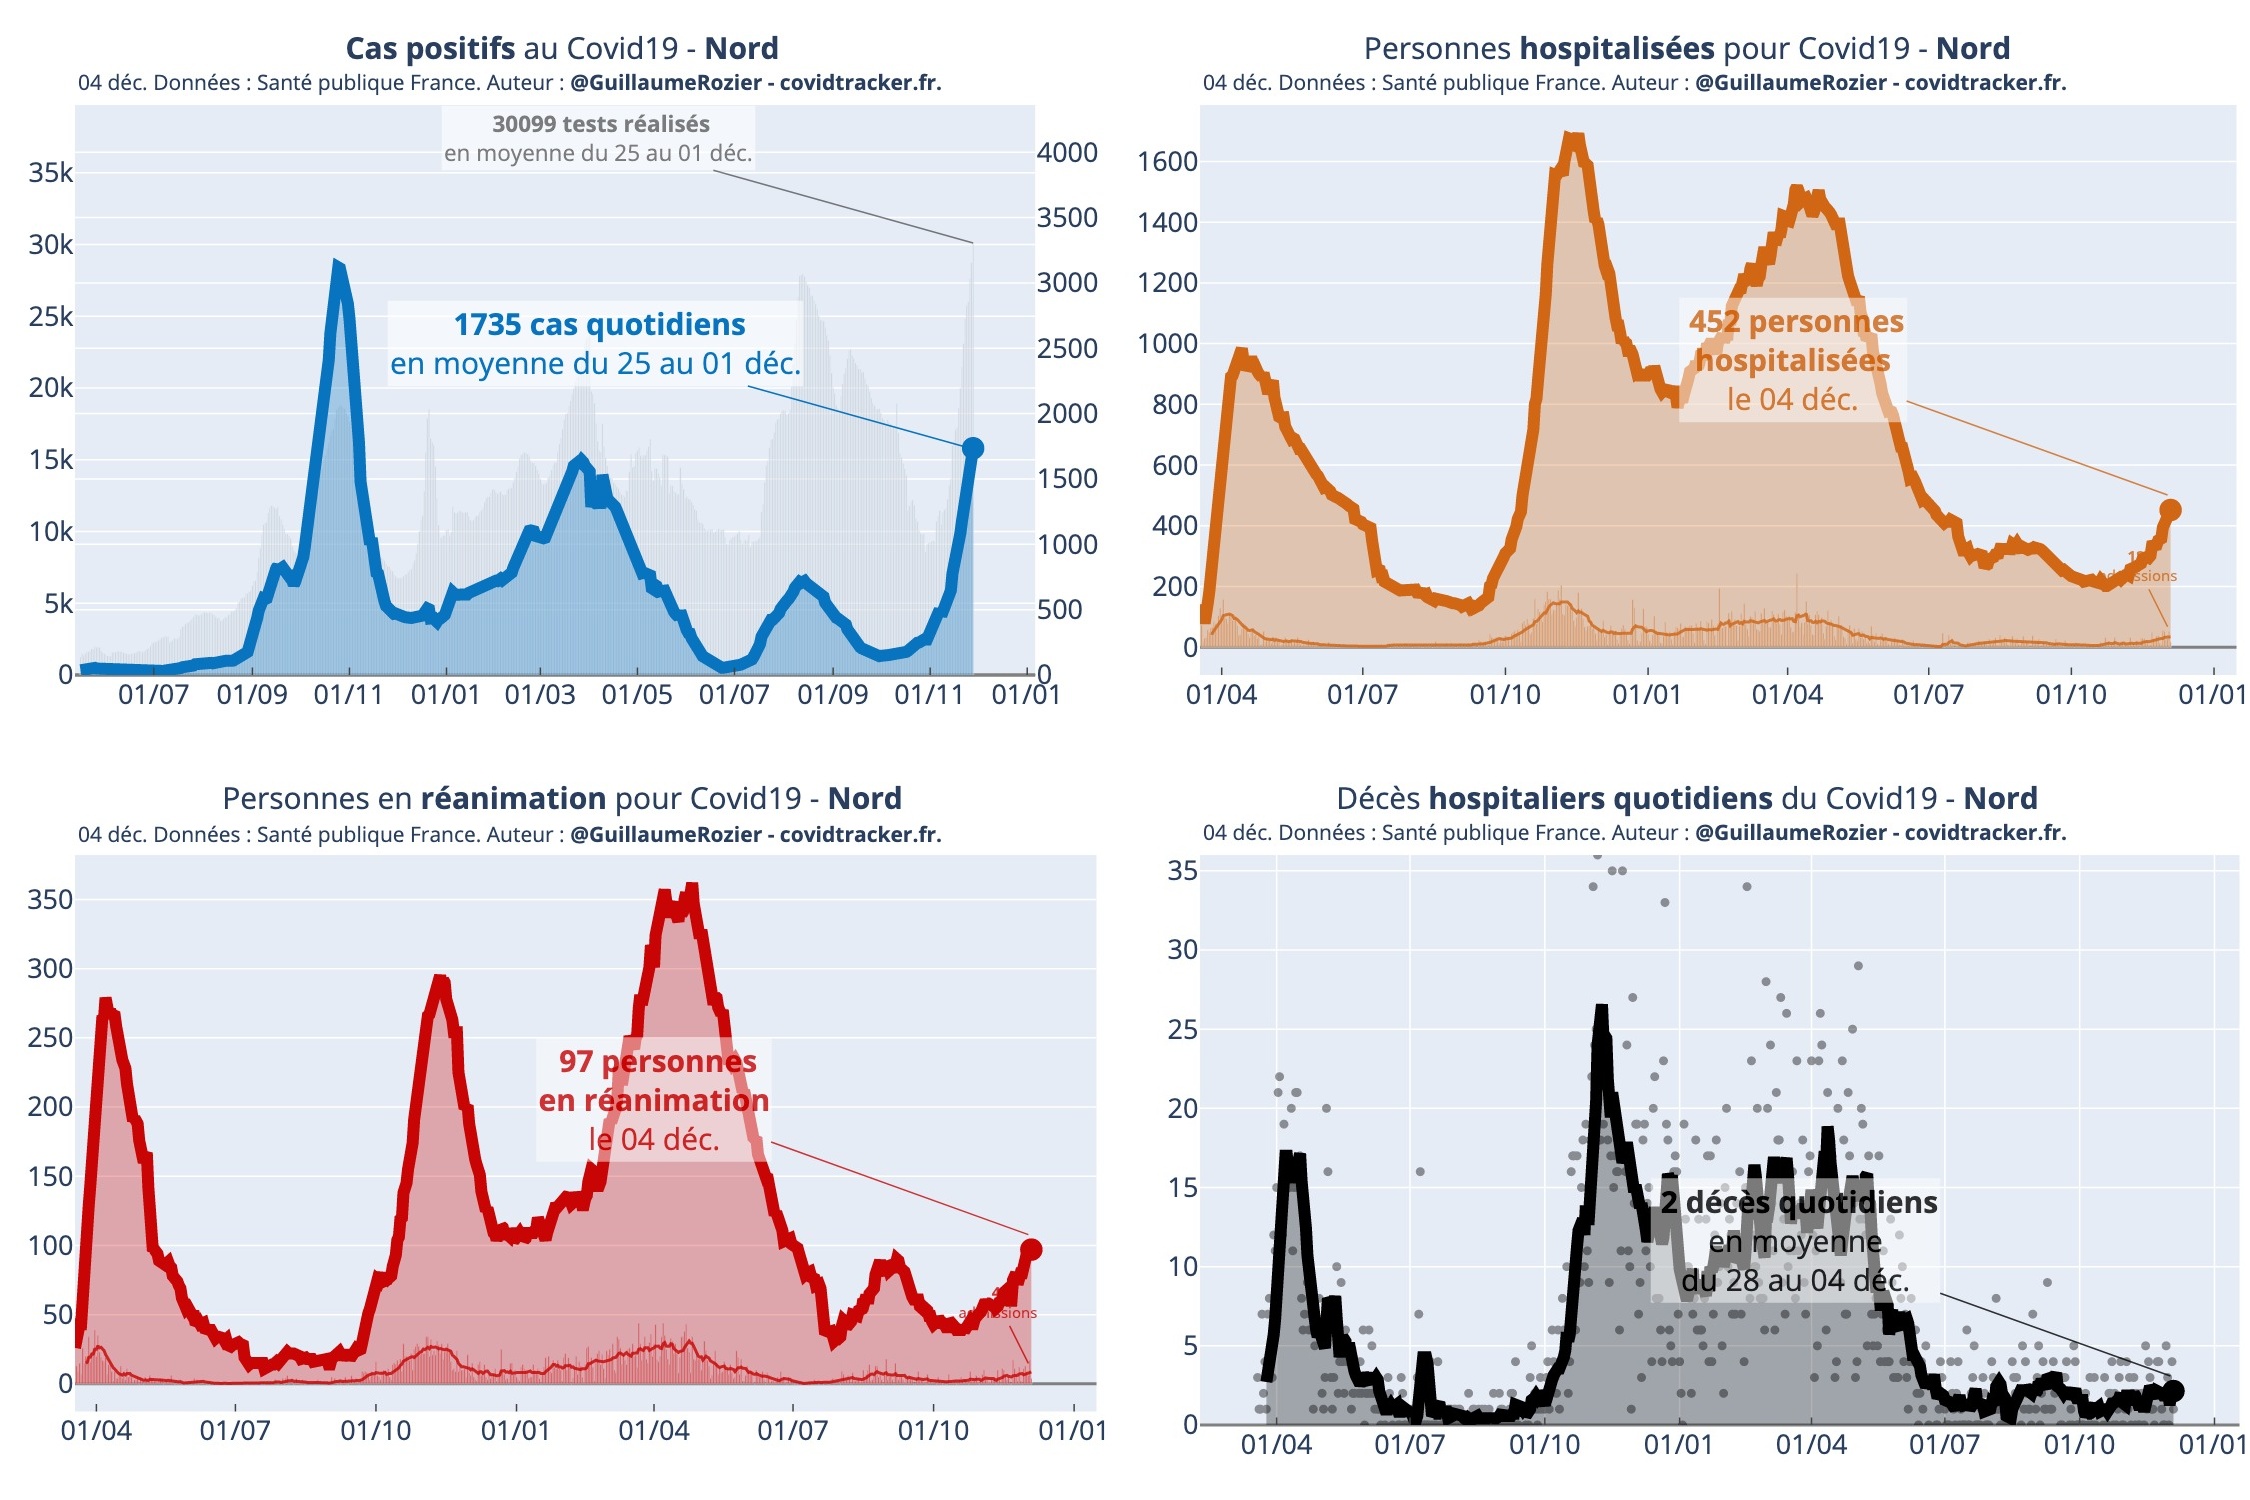 Cas positifs au Covid19 - Nord
04 déc. Données : Santé publique France. Auteur : @GuillaumeRozier - covidtracker.fr.
30099 tests réalisés
en moyenne du 25 au 01 déc.
1735 cas quotidiens
en moyenne du 25 au 01 déc.
35k
30k
25k
20k
15k
10k
5k
0
4000
3500
3000
2500
2000
1500
1000
500
0
01/07 01/09 01/11 01/01 01/03 01/05 01/07 01/09 01/11 01/01
Personnes hospitalisées pour Covid19 - Nord
04 déc. Données : Santé publique France. Auteur : @GuillaumeRozier - covidtracker.fr.
1600
1400
1200
1000
800
600
400
200
0
452 personnes
hospitalisées
le 04 déc.
admissions
01/04 01/07 01/10 01/01 01/04 01/07 01/10 01/01
Personnes en réanimation pour Covid19 - Nord
04 déc. Données : Santé publique France. Auteur : @GuillaumeRozier - covidtracker.fr.
350
300
250
200
150
100
50
0
97 personnes
en réanimation
le 04 déc.
admissions
01/04 01/07 01/10 01/01 01/04 01/07 01/10 01/01
Décès hospitaliers quotidiens du Covid19 - Nord
04 déc. Données : Santé publique France. Auteur : @GuillaumeRozier - covidtracker.fr.
35
30
25
20
15
10
5
0
2 décès quotidiens
en moyenne
du 28 au 04 déc.
01/04 01/07 01/10 01/01 01/04 01/07 01/10 01/01